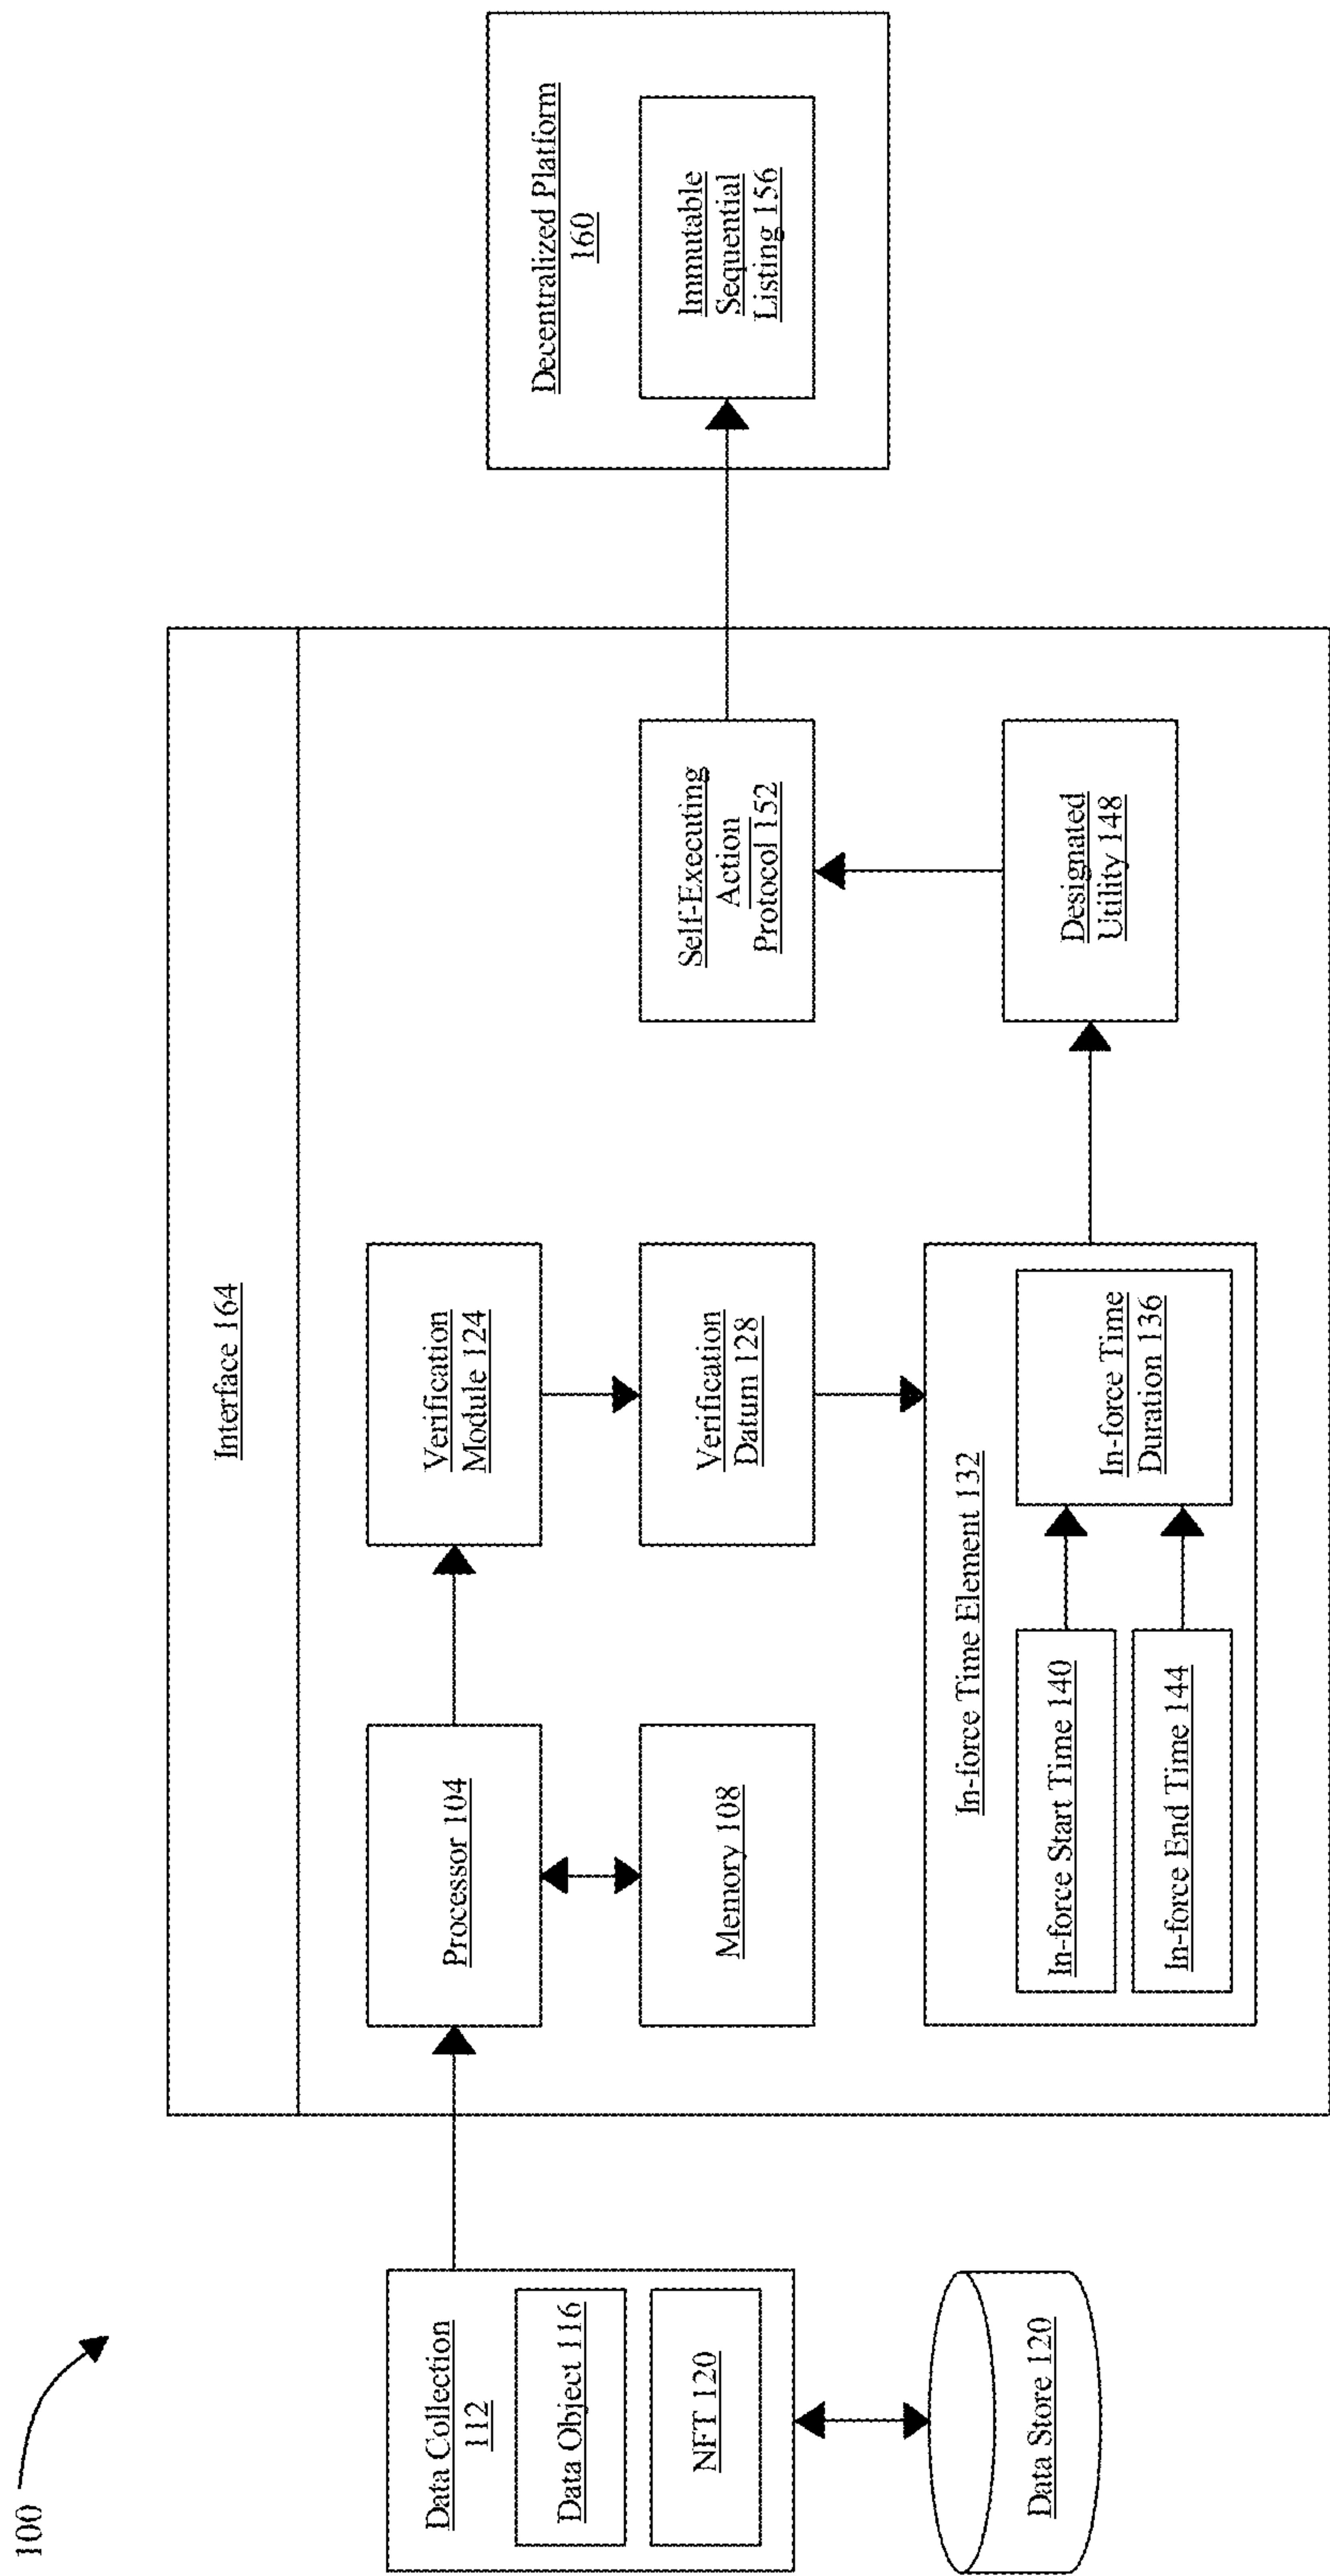 100
Data Collection
112
Data Object 116
NFT 120
Data Store 120
Interface 164
Processor 104
Memory 108
Verification
Module 124
Verification
Datum 128
In-force Time Element 132
In-force Start Time 140
In-force End Time 144
In-force Time
Duration 136
Self-Executing
Action
Protocol 152
Designated
Utility 148
Decentralized Platform
160
Immutable
Sequential
Listing 156